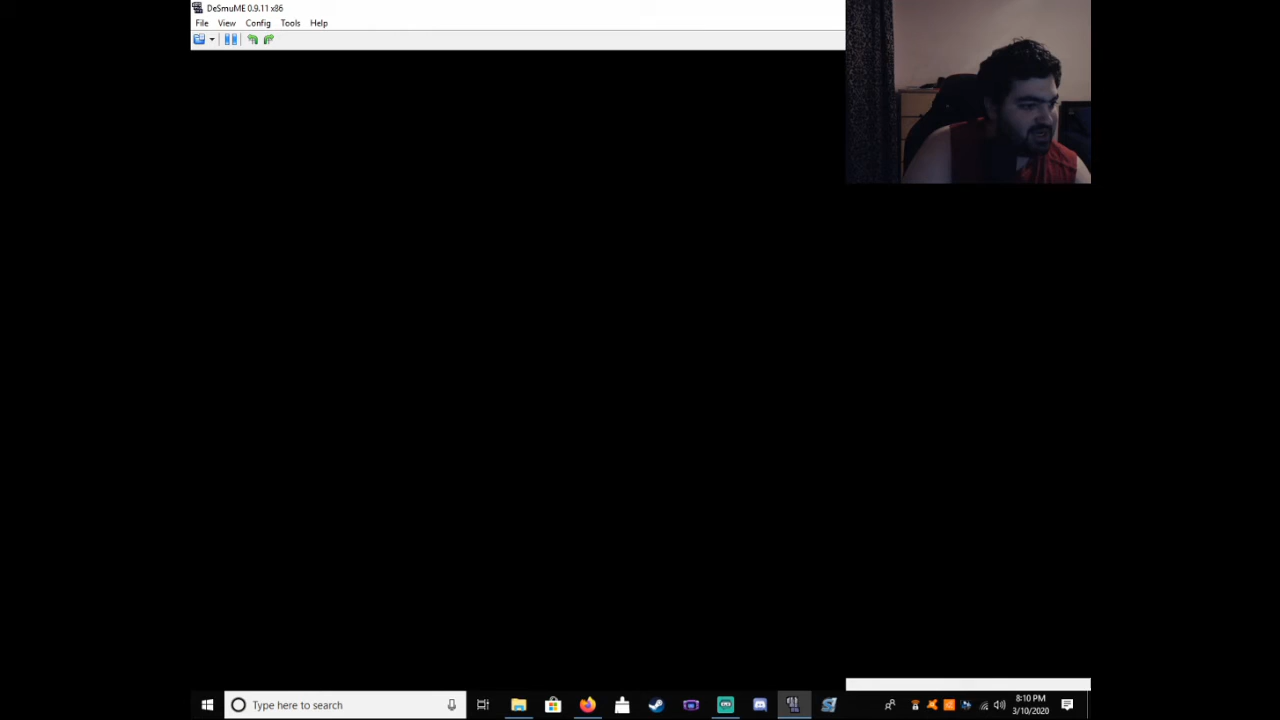 DeSmuME 0.9.11 x86
File View Config Tools Help
Type here to search
8:10 PM
3/10/2020